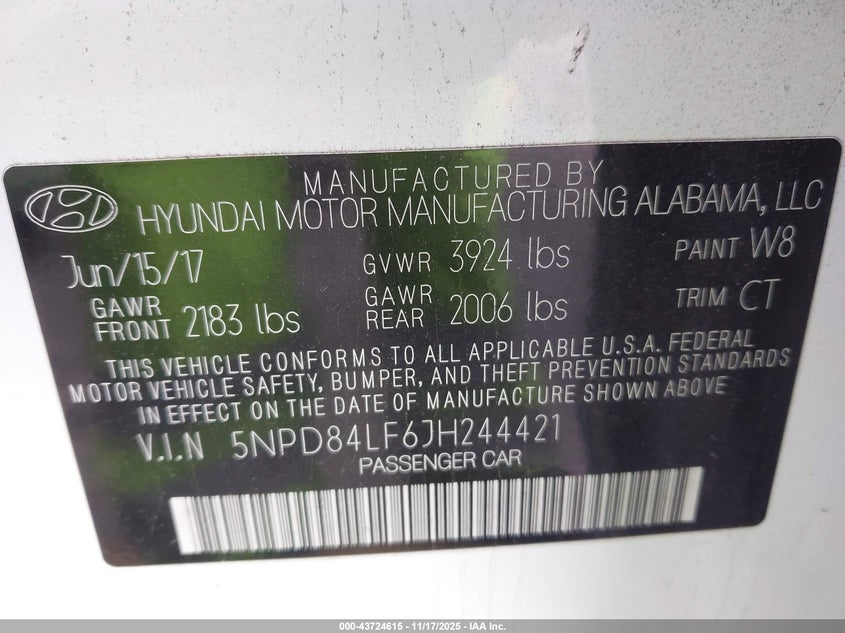 MANUFACTURED BY
HYUNDAI MOTOR MANUFACTURING ALABAMA, LLC
Jun/15/17 GVWR 3924 lbs PAINT W8
GAWR FRONT 2183 lbs GAWR REAR 2006 lbs TRIM CT
THIS VEHICLE CONFORMS TO ALL APPLICABLE U.S.A. FEDERAL
MOTOR VEHICLE SAFETY, BUMPER, AND THEFT PREVENTION STANDARDS
IN EFFECT ON THE DATE OF MANUFACTURE SHOWN ABOVE
V.I.N 5NPD84LF6JH244421
PASSENGER CAR
000-43724615 - 11/17/2025 - IAA Inc.